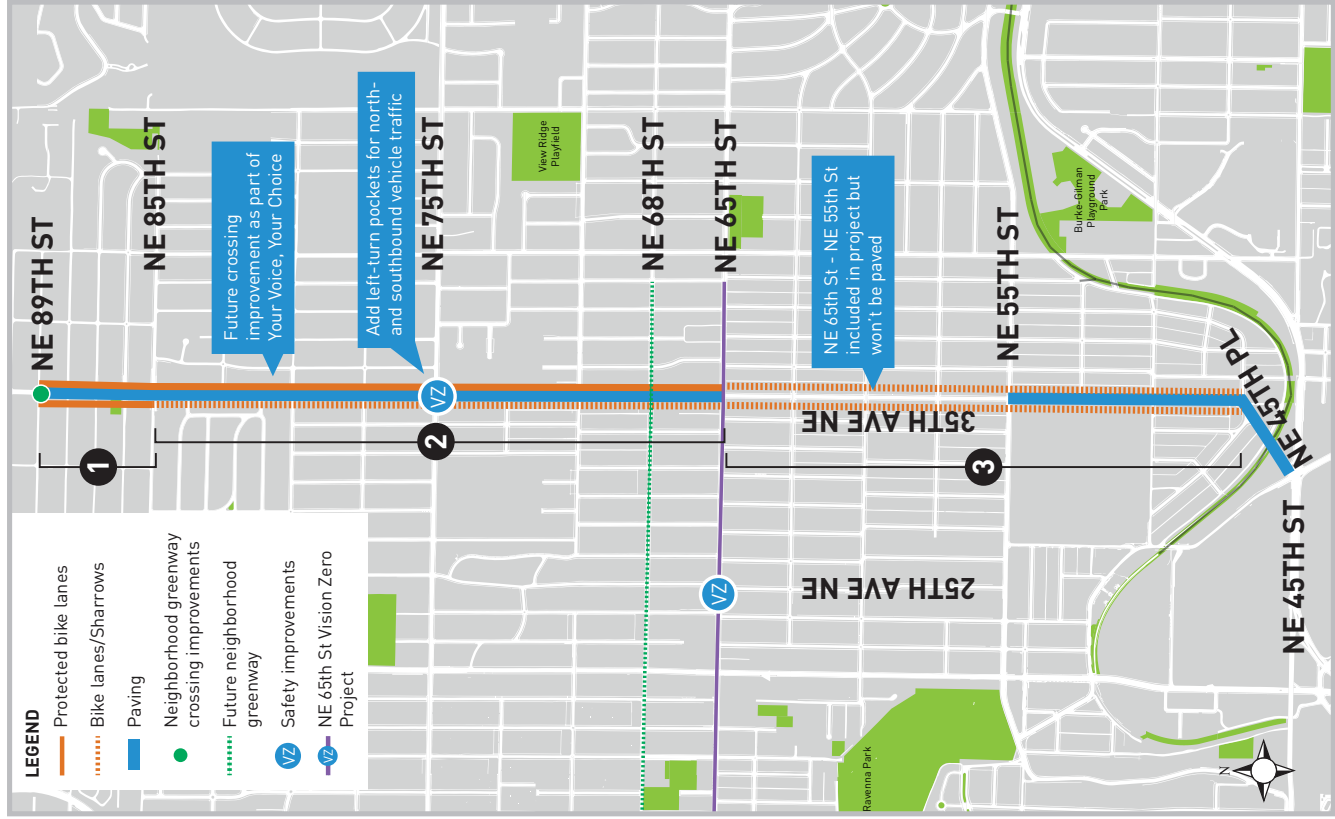 LEGEND
Protected bike lanes
Bike lanes/Sharrows
Paving
Neighborhood greenway
crossing improvements
Future neighborhood
greenway
VZ
Safety improvements
VZ
NE 65th St Vision Zero
Project
NE 89TH ST
NE 85TH ST
1
Future crossing
improvement as part of
Your Voice, Your Choice
Add left-turn pockets for north-
and southbound vehicle traffic
NE 75TH ST
VZ
2
View Ridge
Playfield
NE 68TH ST
NE 65TH ST
VZ
NE 65th St - NE 55th St
included in project but
won't be paved
35TH AVE NE
25TH AVE NE
3
NE 55TH ST
Burke-Gilman
Playground
Park
Ravenna Park
NE 45TH PL
NE 45TH ST
N